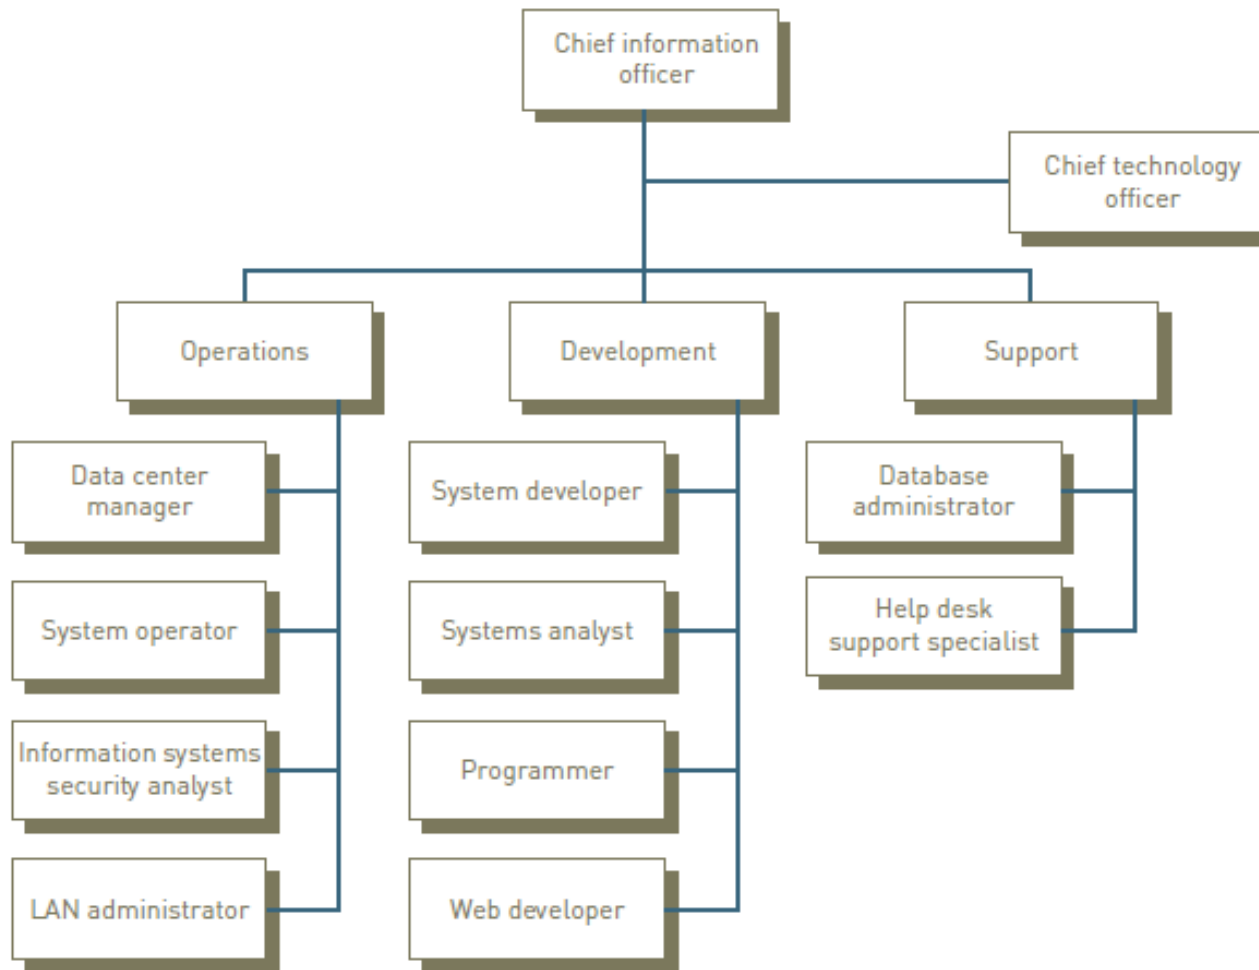 Chief information
officer
Chief technology
officer
Operations
Development
Support
Data center
manager
System developer
Database
administrator
System operator
Systems analyst
Help desk
support specialist
Information systems
security analyst
Programmer
LAN administrator
Web developer